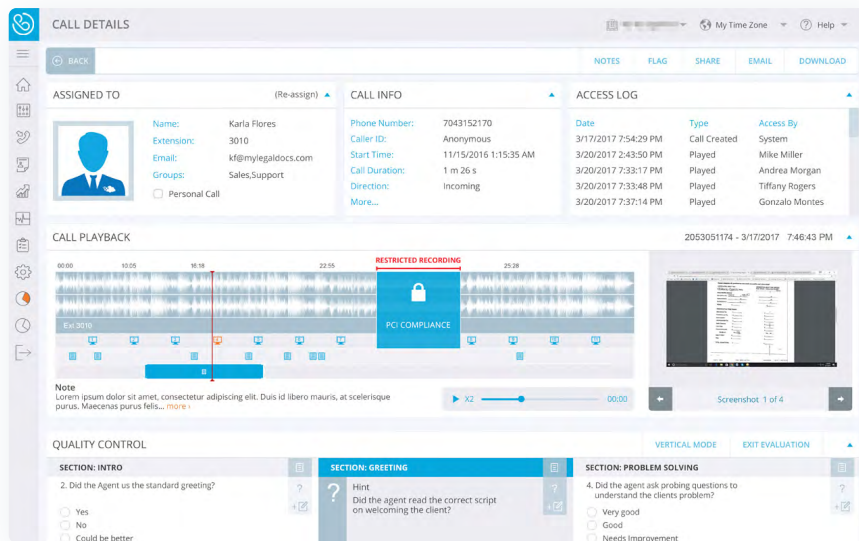 CALL DETAILS
My Time Zone
? Help
BACK
NOTES FLAG SHARE EMAIL DOWNLOAD
ASSIGNED TO (Re-assign)
Name: Karla Flores
Extension: 3010
Email: kf@mylegaldocs.com
Groups: Sales,Support
Personal Call
CALL INFO
Phone Number: 7043152170
Caller ID: Anonymous
Start Time: 11/15/2016 1:15:35 AM
Call Duration: 1 m 26 s
Direction: Incoming
More...
ACCESS LOG
Date Type Access By
3/17/2017 7:54:29 PM Call Created System
3/20/2017 2:43:50 PM Played Mike Miller
3/20/2017 7:33:17 PM Played Andrea Morgan
3/20/2017 7:33:48 PM Played Tiffany Rogers
3/20/2017 7:37:14 PM Played Gonzalo Montes
CALL PLAYBACK 2053051174 - 3/17/2017 7:46:43 PM
RESTRICTED RECORDING
00:00 10:05 16:18 22:55 25:28
PCI COMPLIANCE
Ext 3010
Note
Lorem ipsum dolor sit amet, consectetur adipiscing elit. Duis id libero mauris, at scelerisque
purus. Maecenas purus felis... more ›
X2 00:00
Screenshot 1 of 4
QUALITY CONTROL VERTICAL MODE EXIT EVALUATION
SECTION: INTRO
2. Did the Agent us the standard greeting?
?
Yes
No
Could be better
SECTION: GREETING
? Hint ?
Did the agent read the correct script
on welcoming the client?
SECTION: PROBLEM SOLVING
4. Did the agent ask probing questions to ?
understand the clients problem?
Very good
Good
Needs Improvement